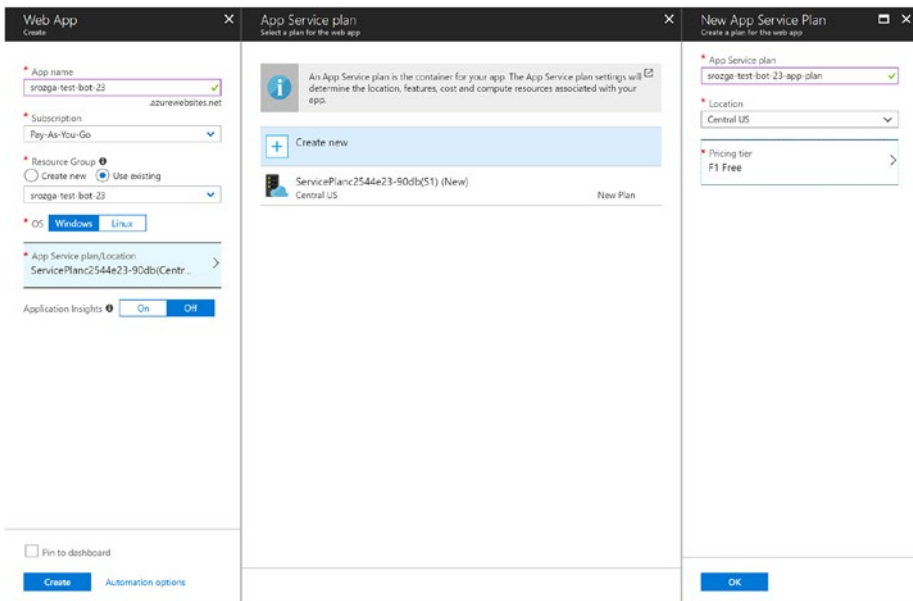 Web App
Create
* App name
srozga-test-bot-23
.azurewebsites.net
* Subscription
Pay-As-You-Go
* Resource Group
Create new Use existing
srozga-test-bot-23
* OS Windows Linux
* App Service plan/Location
ServicePlanc2544e23-90db(Centr...
Application Insights On Off
Pin to dashboard
Create Automation options
App Service plan
Select a plan for the web app
An App Service plan is the container for your app. The App Service plan settings will
determine the location, features, cost and compute resources associated with your
app.
Create new
ServicePlanc2544e23-90db(S1) (New)
Central US New Plan
New App Service Plan
Create a plan for the web app
* App Service plan
srozga-test-bot-23-app-plan
* Location
Central US
* Pricing tier
F1 Free
OK